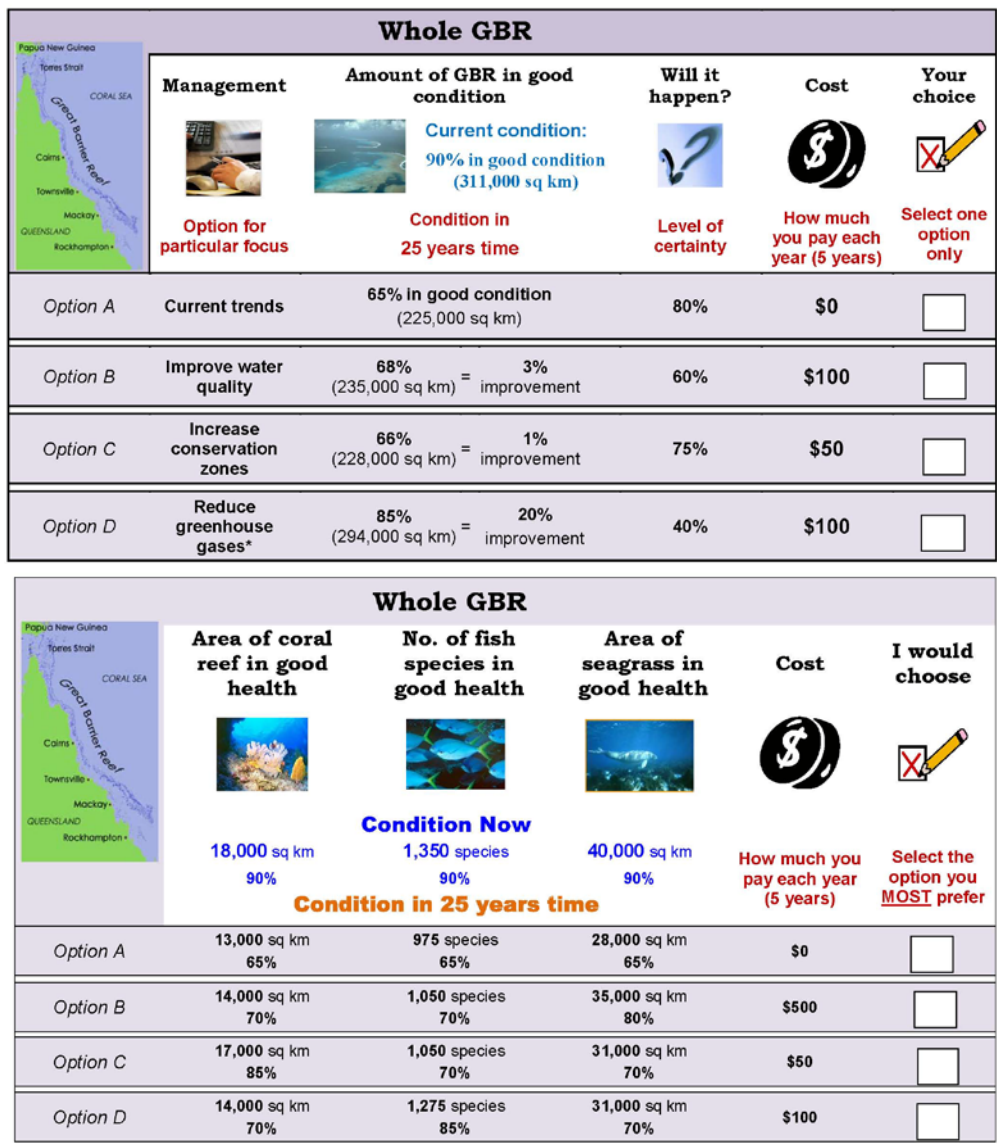 Whole GBR
Papua New Guinea
Torres Strait
CORAL SEA
Great Barrier Reef
Cairns
Townsville
Mackay
QUEENSLAND
Rockhampton
Management
Amount of GBR in good
condition
Will it
happen?
Cost
Your
choice
Current condition:
90% in good condition
(311,000 sq km)
$
X
Option for
particular focus
Condition in
25 years time
Level of
certainty
How much
you pay each
year (5 years)
Select one
option
only
Option A
Current trends
65% in good condition
(225,000 sq km)
80%
$0
Option B
Improve water
quality
68%
(235,000 sq km)
=
3%
improvement
60%
$100
Option C
Increase
conservation
zones
66%
(228,000 sq km)
=
1%
improvement
75%
$50
Option D
Reduce
greenhouse
gases*
85%
(294,000 sq km)
=
20%
improvement
40%
$100
Whole GBR
Papua New Guinea
Torres Strait
CORAL SEA
Great Barrier Reef
Cairns
Townsville
Mackay
QUEENSLAND
Rockhampton
Area of coral
reef in good
health
No. of fish
species in
good health
Area of
seagrass in
good health
Cost
I would
choose
$
X
Condition Now
18,000 sq km
90%
1,350 species
90%
40,000 sq km
90%
How much you
pay each year
(5 years)
Select the
option you
MOST prefer
Condition in 25 years time
Option A
13,000 sq km
65%
975 species
65%
28,000 sq km
65%
$0
Option B
14,000 sq km
70%
1,050 species
70%
35,000 sq km
80%
$500
Option C
17,000 sq km
85%
1,050 species
70%
31,000 sq km
70%
$50
Option D
14,000 sq km
70%
1,275 species
85%
31,000 sq km
70%
$100